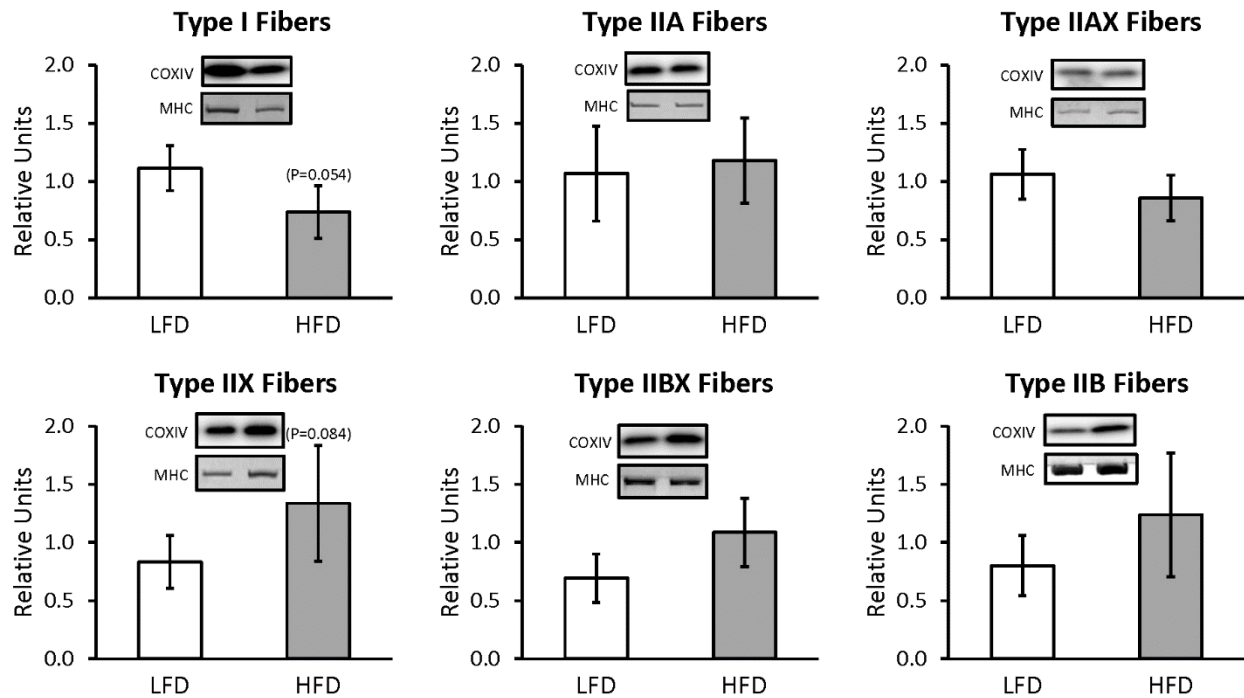 Type I Fibers
Relative Units
2.0
1.5
1.0
0.5
0.0
COXIV
MHC
(P=0.054)
LFD HFD
Type IIA Fibers
Relative Units
2.0
1.5
1.0
0.5
0.0
COXIV
MHC
LFD HFD
Type IIAX Fibers
Relative Units
2.0
1.5
1.0
0.5
0.0
COXIV
MHC
LFD HFD
Type IIX Fibers
Relative Units
2.0
1.5
1.0
0.5
0.0
COXIV
(P=0.084)
MHC
LFD HFD
Type IIBX Fibers
Relative Units
2.0
1.5
1.0
0.5
0.0
COXIV
MHC
LFD HFD
Type IIB Fibers
Relative Units
2.0
1.5
1.0
0.5
0.0
COXIV
MHC
LFD HFD